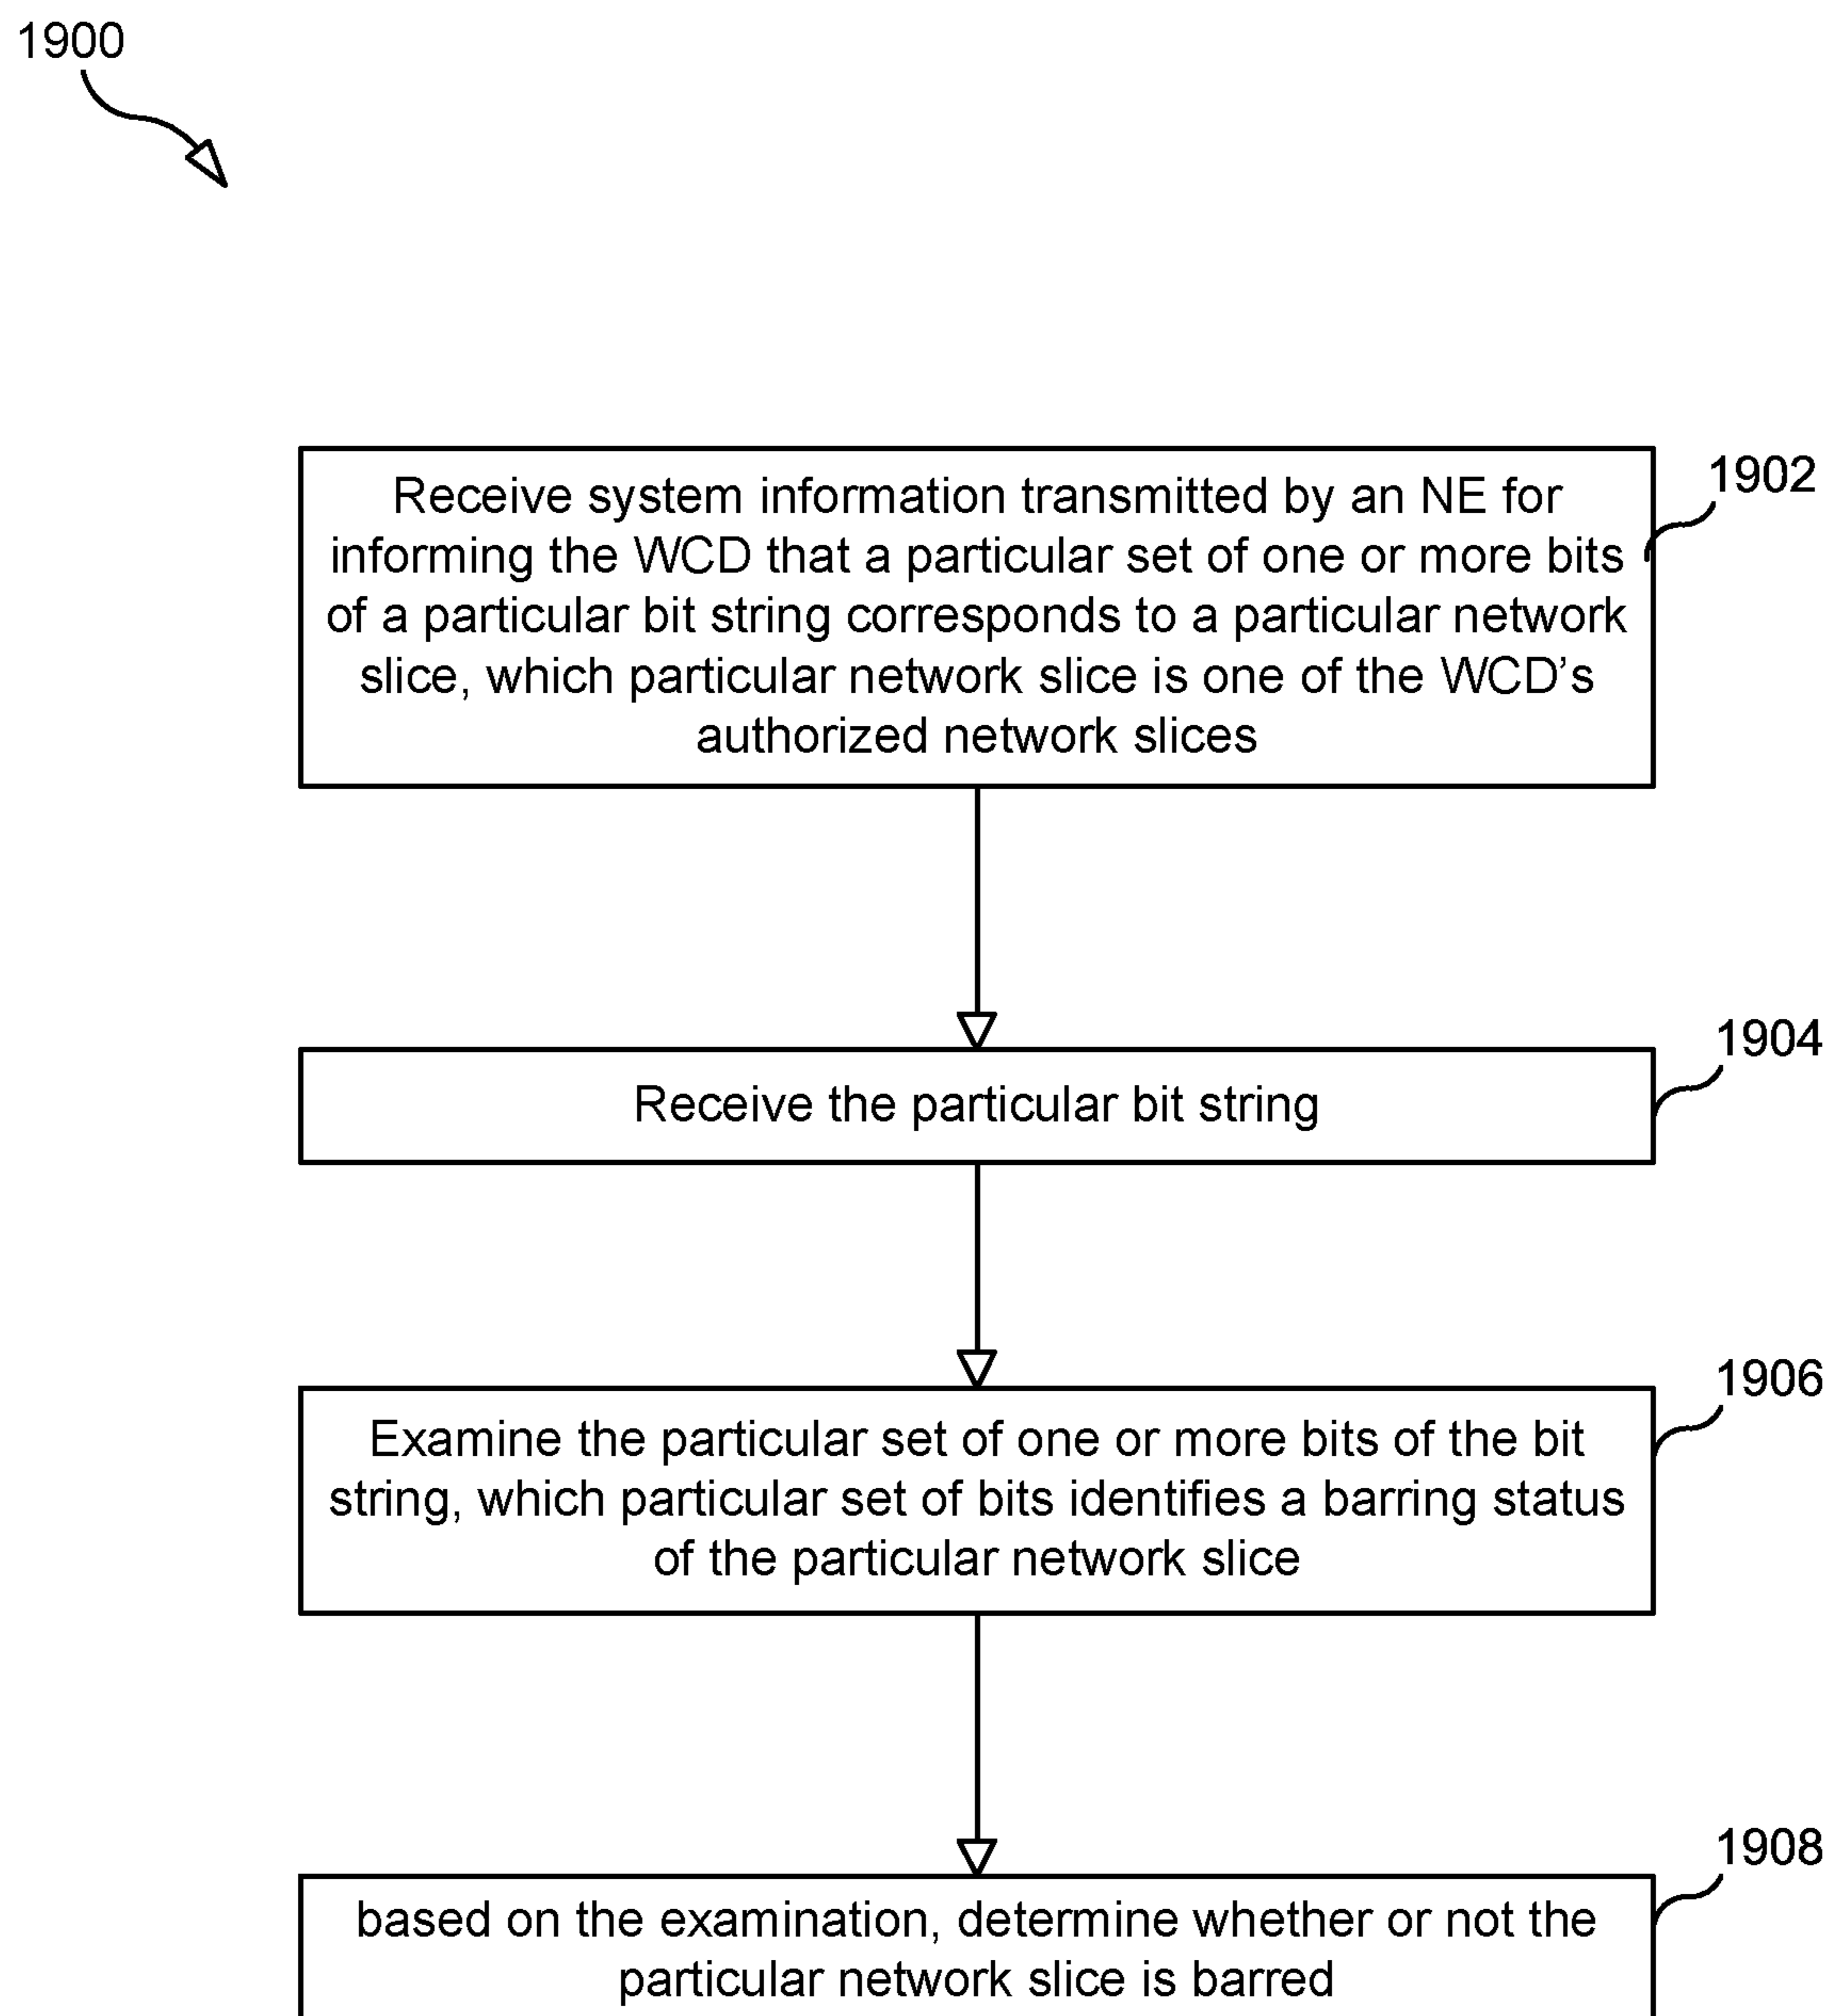 1900
Receive system information transmitted by an NE for
1902
informing the WCD that a particular set of one or more bits
of a particular bit string corresponds to a particular network
slice, which particular network slice is one of the WCD's
authorized network slices
1904
Receive the particular bit string
1906
Examine the particular set of one or more bits of the bit
string, which particular set of bits identifies a barring status
of the particular network slice
1908
based on the examination, determine whether or not the
particular network slice is barred